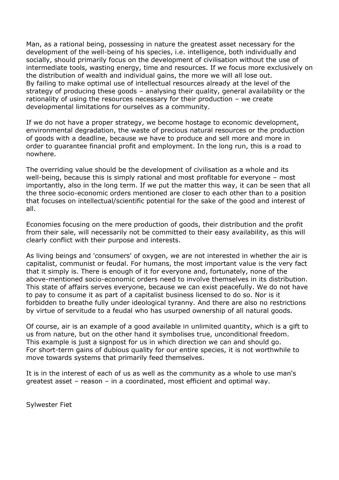 Man, as a rational being, possessing in nature the greatest asset necessary for the
development of the well-being of his species, i.e. intelligence, both individually and
socially, should primarily focus on the development of civilisation without the use of
intermediate tools, wasting energy, time and resources. If we focus more exclusively on
the distribution of wealth and individual gains, the more we will all lose out.
By failing to make optimal use of intellectual resources already at the level of the
strategy of producing these goods – analysing their quality, general availability or the
rationality of using the resources necessary for their production – we create
developmental limitations for ourselves as a community.

If we do not have a proper strategy, we become hostage to economic development,
environmental degradation, the waste of precious natural resources or the production
of goods with a deadline, because we have to produce and sell more and more in
order to guarantee financial profit and employment. In the long run, this is a road to
nowhere.

The overriding value should be the development of civilisation as a whole and its
well-being, because this is simply rational and most profitable for everyone – most
importantly, also in the long term. If we put the matter this way, it can be seen that all
the three socio-economic orders mentioned are closer to each other than to a position
that focuses on intellectual/scientific potential for the sake of the good and interest of
all.

Economies focusing on the mere production of goods, their distribution and the profit
from their sale, will necessarily not be committed to their easy availability, as this will
clearly conflict with their purpose and interests.

As living beings and 'consumers' of oxygen, we are not interested in whether the air is
capitalist, communist or feudal. For humans, the most important value is the very fact
that it simply is. There is enough of it for everyone and, fortunately, none of the
above-mentioned socio-economic orders need to involve themselves in its distribution.
This state of affairs serves everyone, because we can exist peacefully. We do not have
to pay to consume it as part of a capitalist business licensed to do so. Nor is it
forbidden to breathe fully under ideological tyranny. And there are also no restrictions
by virtue of servitude to a feudal who has usurped ownership of all natural goods.

Of course, air is an example of a good available in unlimited quantity, which is a gift to
us from nature, but on the other hand it symbolises true, unconditional freedom.
This example is just a signpost for us in which direction we can and should go.
For short-term gains of dubious quality for our entire species, it is not worthwhile to
move towards systems that primarily feed themselves.

It is in the interest of each of us as well as the community as a whole to use man's
greatest asset – reason – in a coordinated, most efficient and optimal way.

Sylwester Fiet